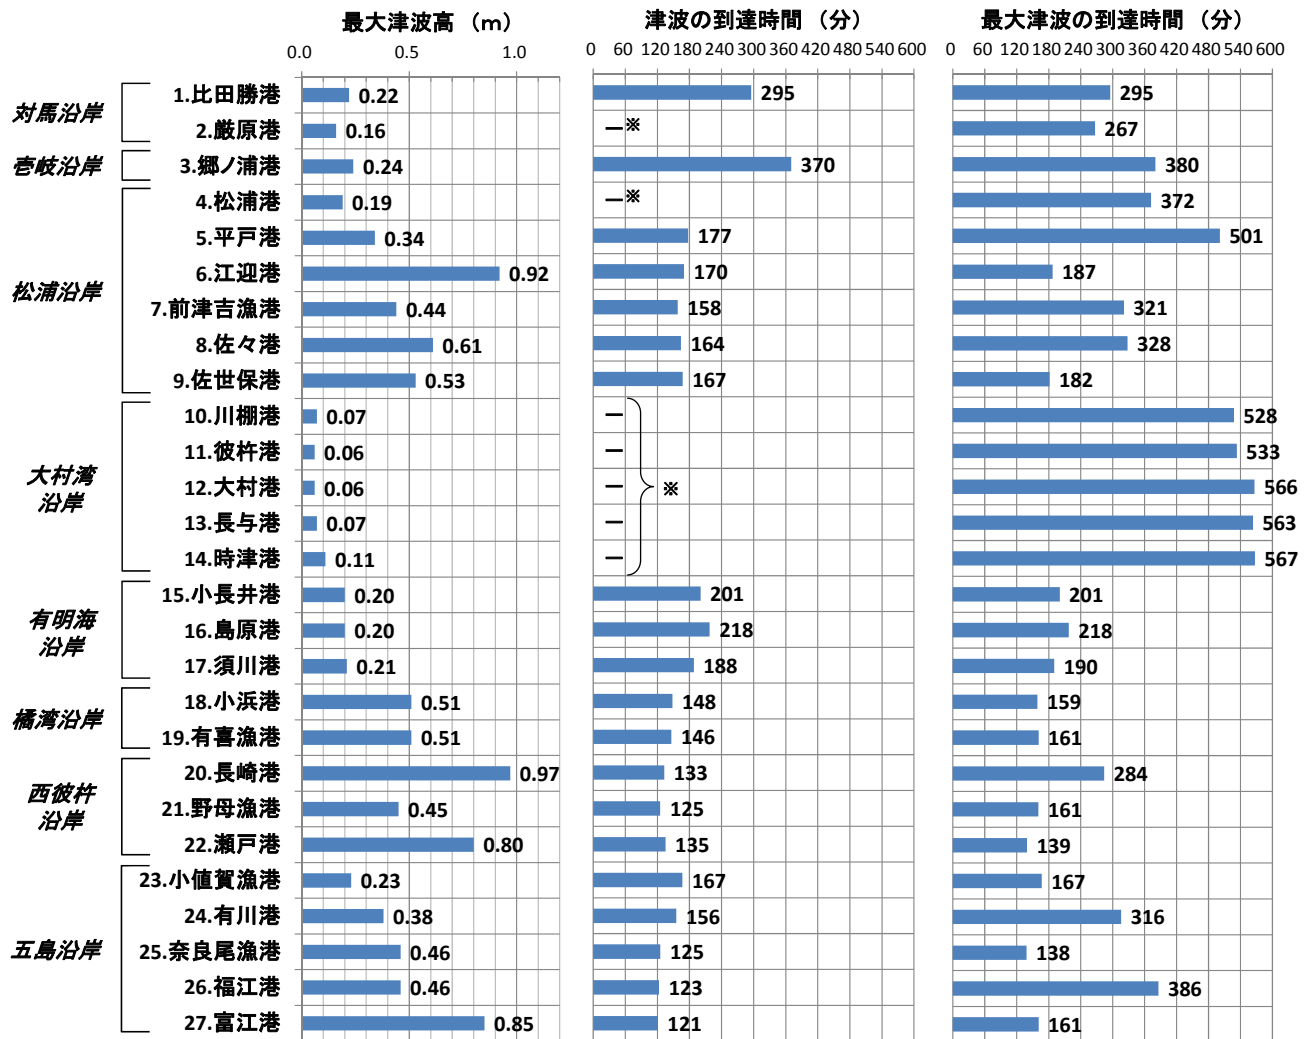 最大津波高 （m）
津波の到達時間 （分）
最大津波の到達時間 （分）
0.0 0.5 1.0
0 60 120 180 240 300 360 420 480 540 600
0 60 120 180 240 300 360 420 480 540 600
対馬沿岸
1.比田勝港 0.22 295 295
2.厳原港 0.16 ―※ 267
壱岐沿岸
3.郷ノ浦港 0.24 370 380
松浦沿岸
4.松浦港 0.19 ―※ 372
5.平戸港 0.34 177 501
6.江迎港 0.92 170 187
7.前津吉漁港 0.44 158 321
8.佐々港 0.61 164 328
9.佐世保港 0.53 167 182
大村湾
沿岸
10.川棚港 0.07 ― 528
11.彼杵港 0.06 ― 533
12.大村港 0.06 ― ※ 566
13.長与港 0.07 ― 563
14.時津港 0.11 ― 567
有明海
沿岸
15.小長井港 0.20 201 201
16.島原港 0.20 218 218
17.須川港 0.21 188 190
橘湾沿岸
18.小浜港 0.51 148 159
19.有喜漁港 0.51 146 161
西彼杵
沿岸
20.長崎港 0.97 133 284
21.野母漁港 0.45 125 161
22.瀬戸港 0.80 135 139
五島沿岸
23.小値賀漁港 0.23 167 167
24.有川港 0.38 156 316
25.奈良尾漁港 0.46 125 138
26.福江港 0.46 123 386
27.富江港 0.85 121 161